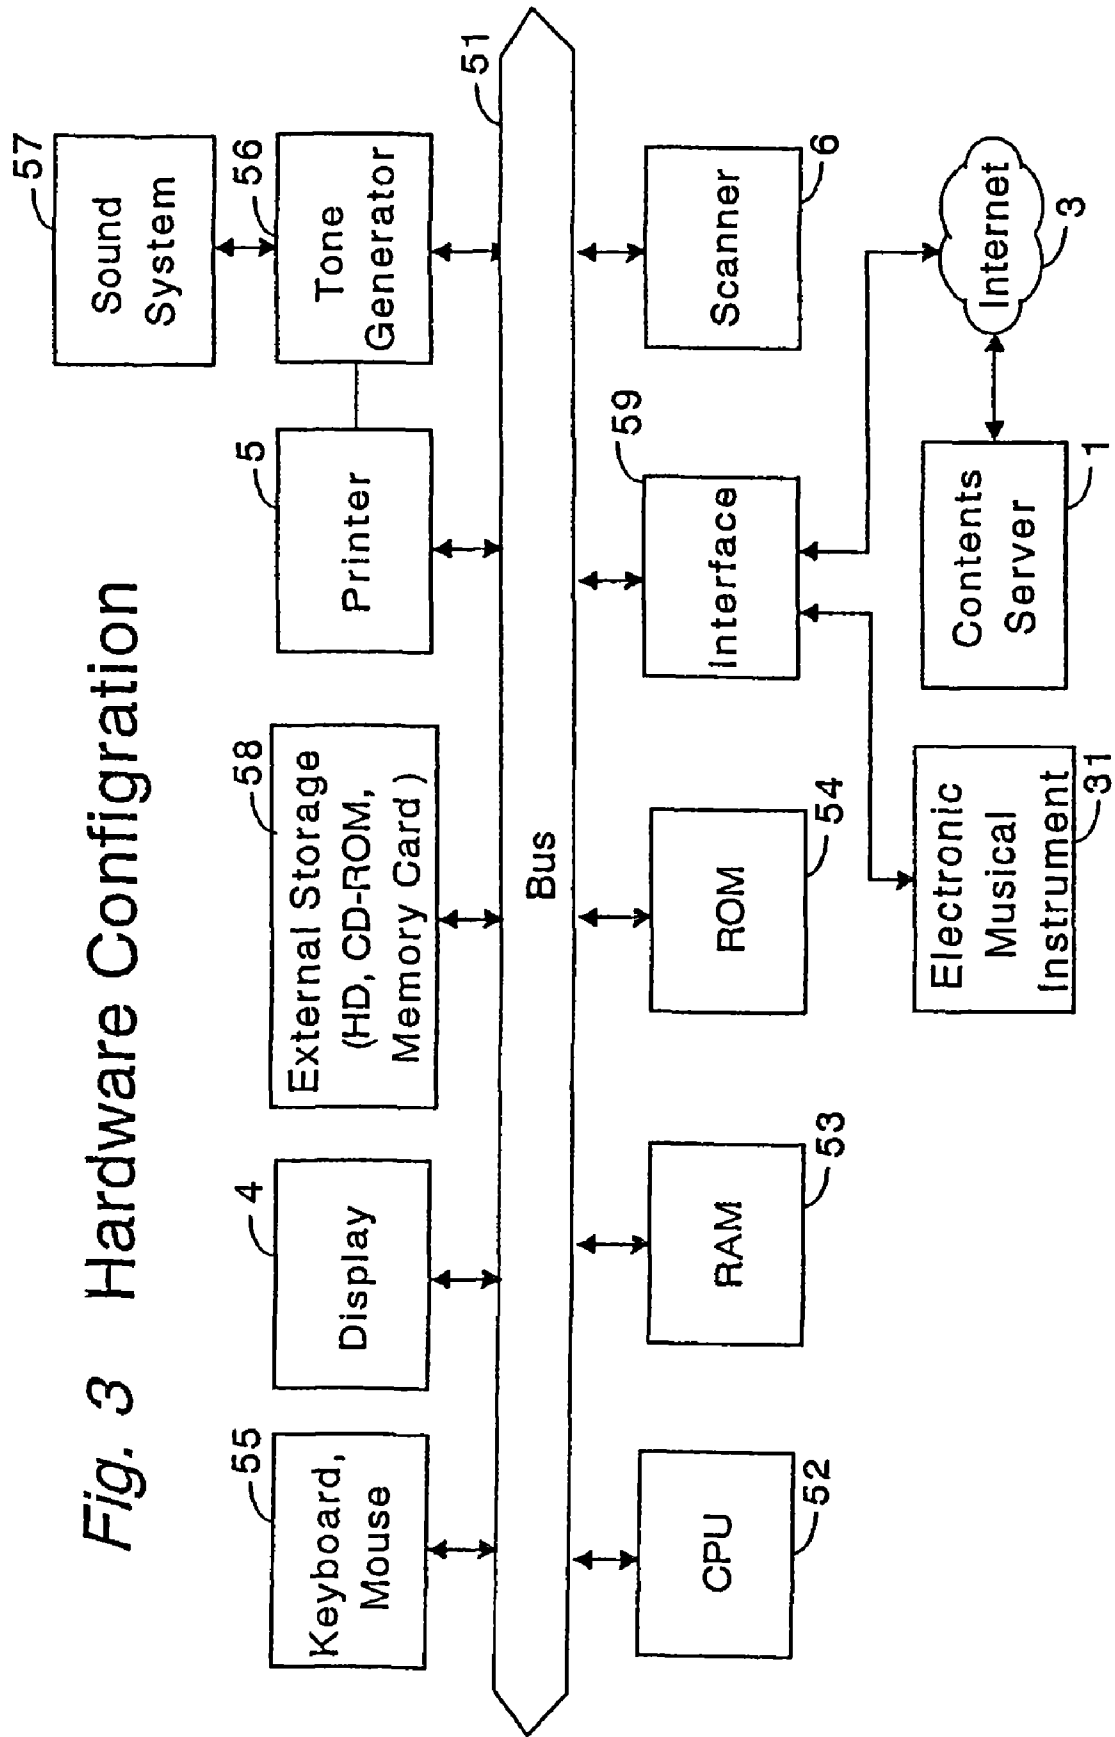 Fig. 3 Hardware Configration
57
Sound
System
55
Keyboard,
Mouse
4
Display
58
External Storage
(HD, CD-ROM,
Memory Card)
5
Printer
56
Tone
Generator
51
Bus
CPU
52
RAM
53
ROM
54
Interface
59
Scanner
6
Electronic
Musical
Instrument
31
Contents
Server
1
Internet
3